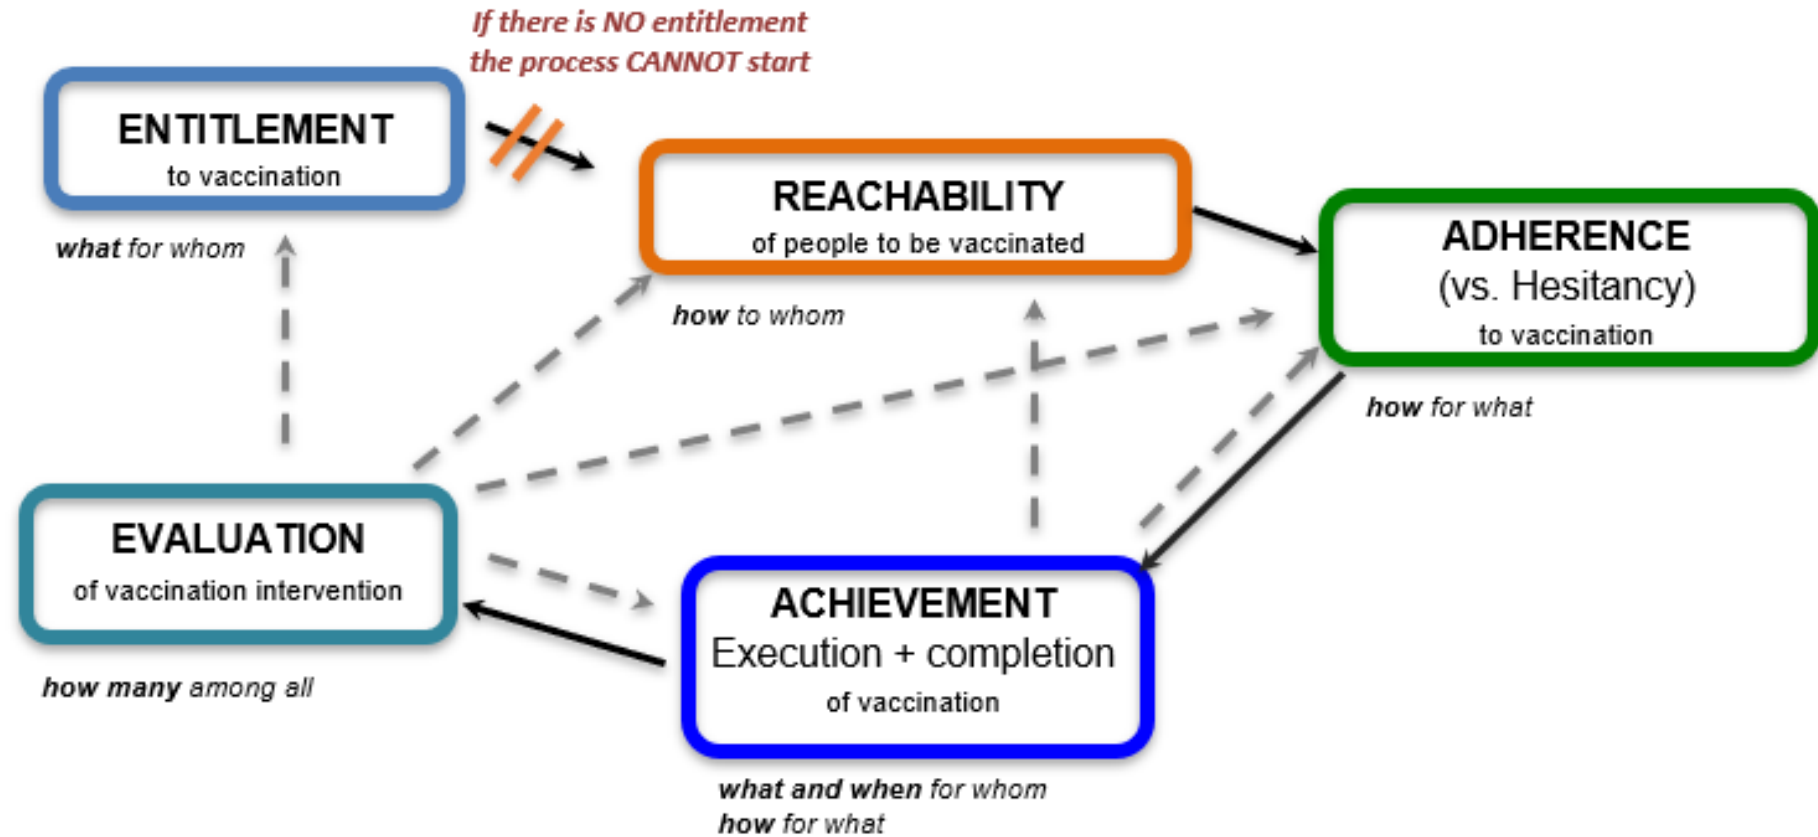 If there is NO entitlement
the process CANNOT start
ENTITLEMENT
to vaccination
what for whom
REACHABILITY
of people to be vaccinated
how to whom
ADHERENCE
(vs. Hesitancy)
to vaccination
how for what
EVALUATION
of vaccination intervention
how many among all
ACHIEVEMENT
Execution + completion
of vaccination
what and when for whom
how for what